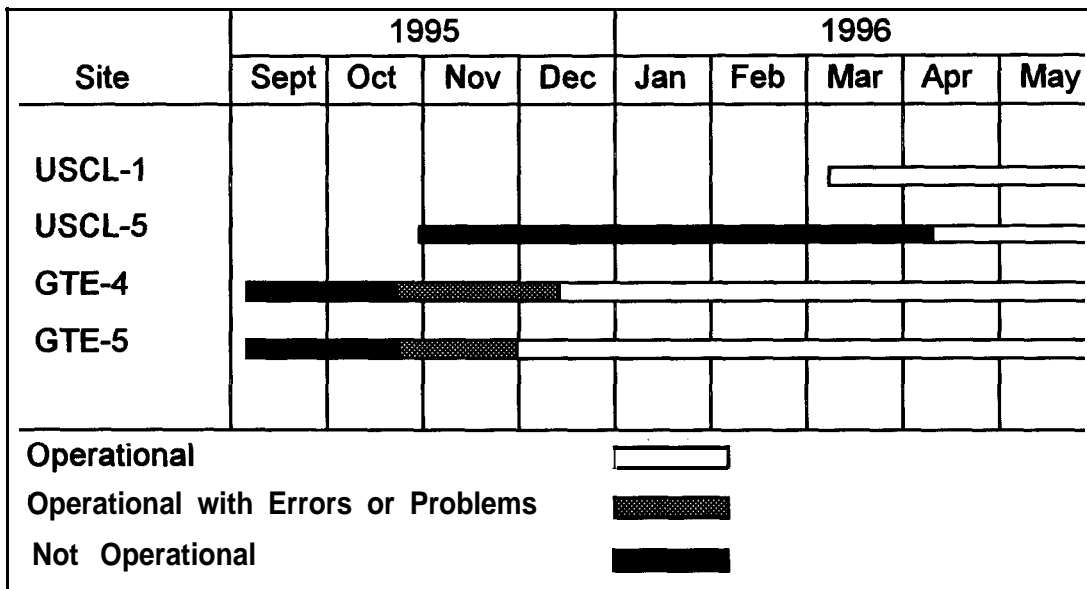 1995 1996
Site Sept Oct Nov Dec Jan Feb Mar Apr May
USCL-1
USCL-5
GTE-4
GTE-5
Operational
Operational with Errors or Problems
Not Operational